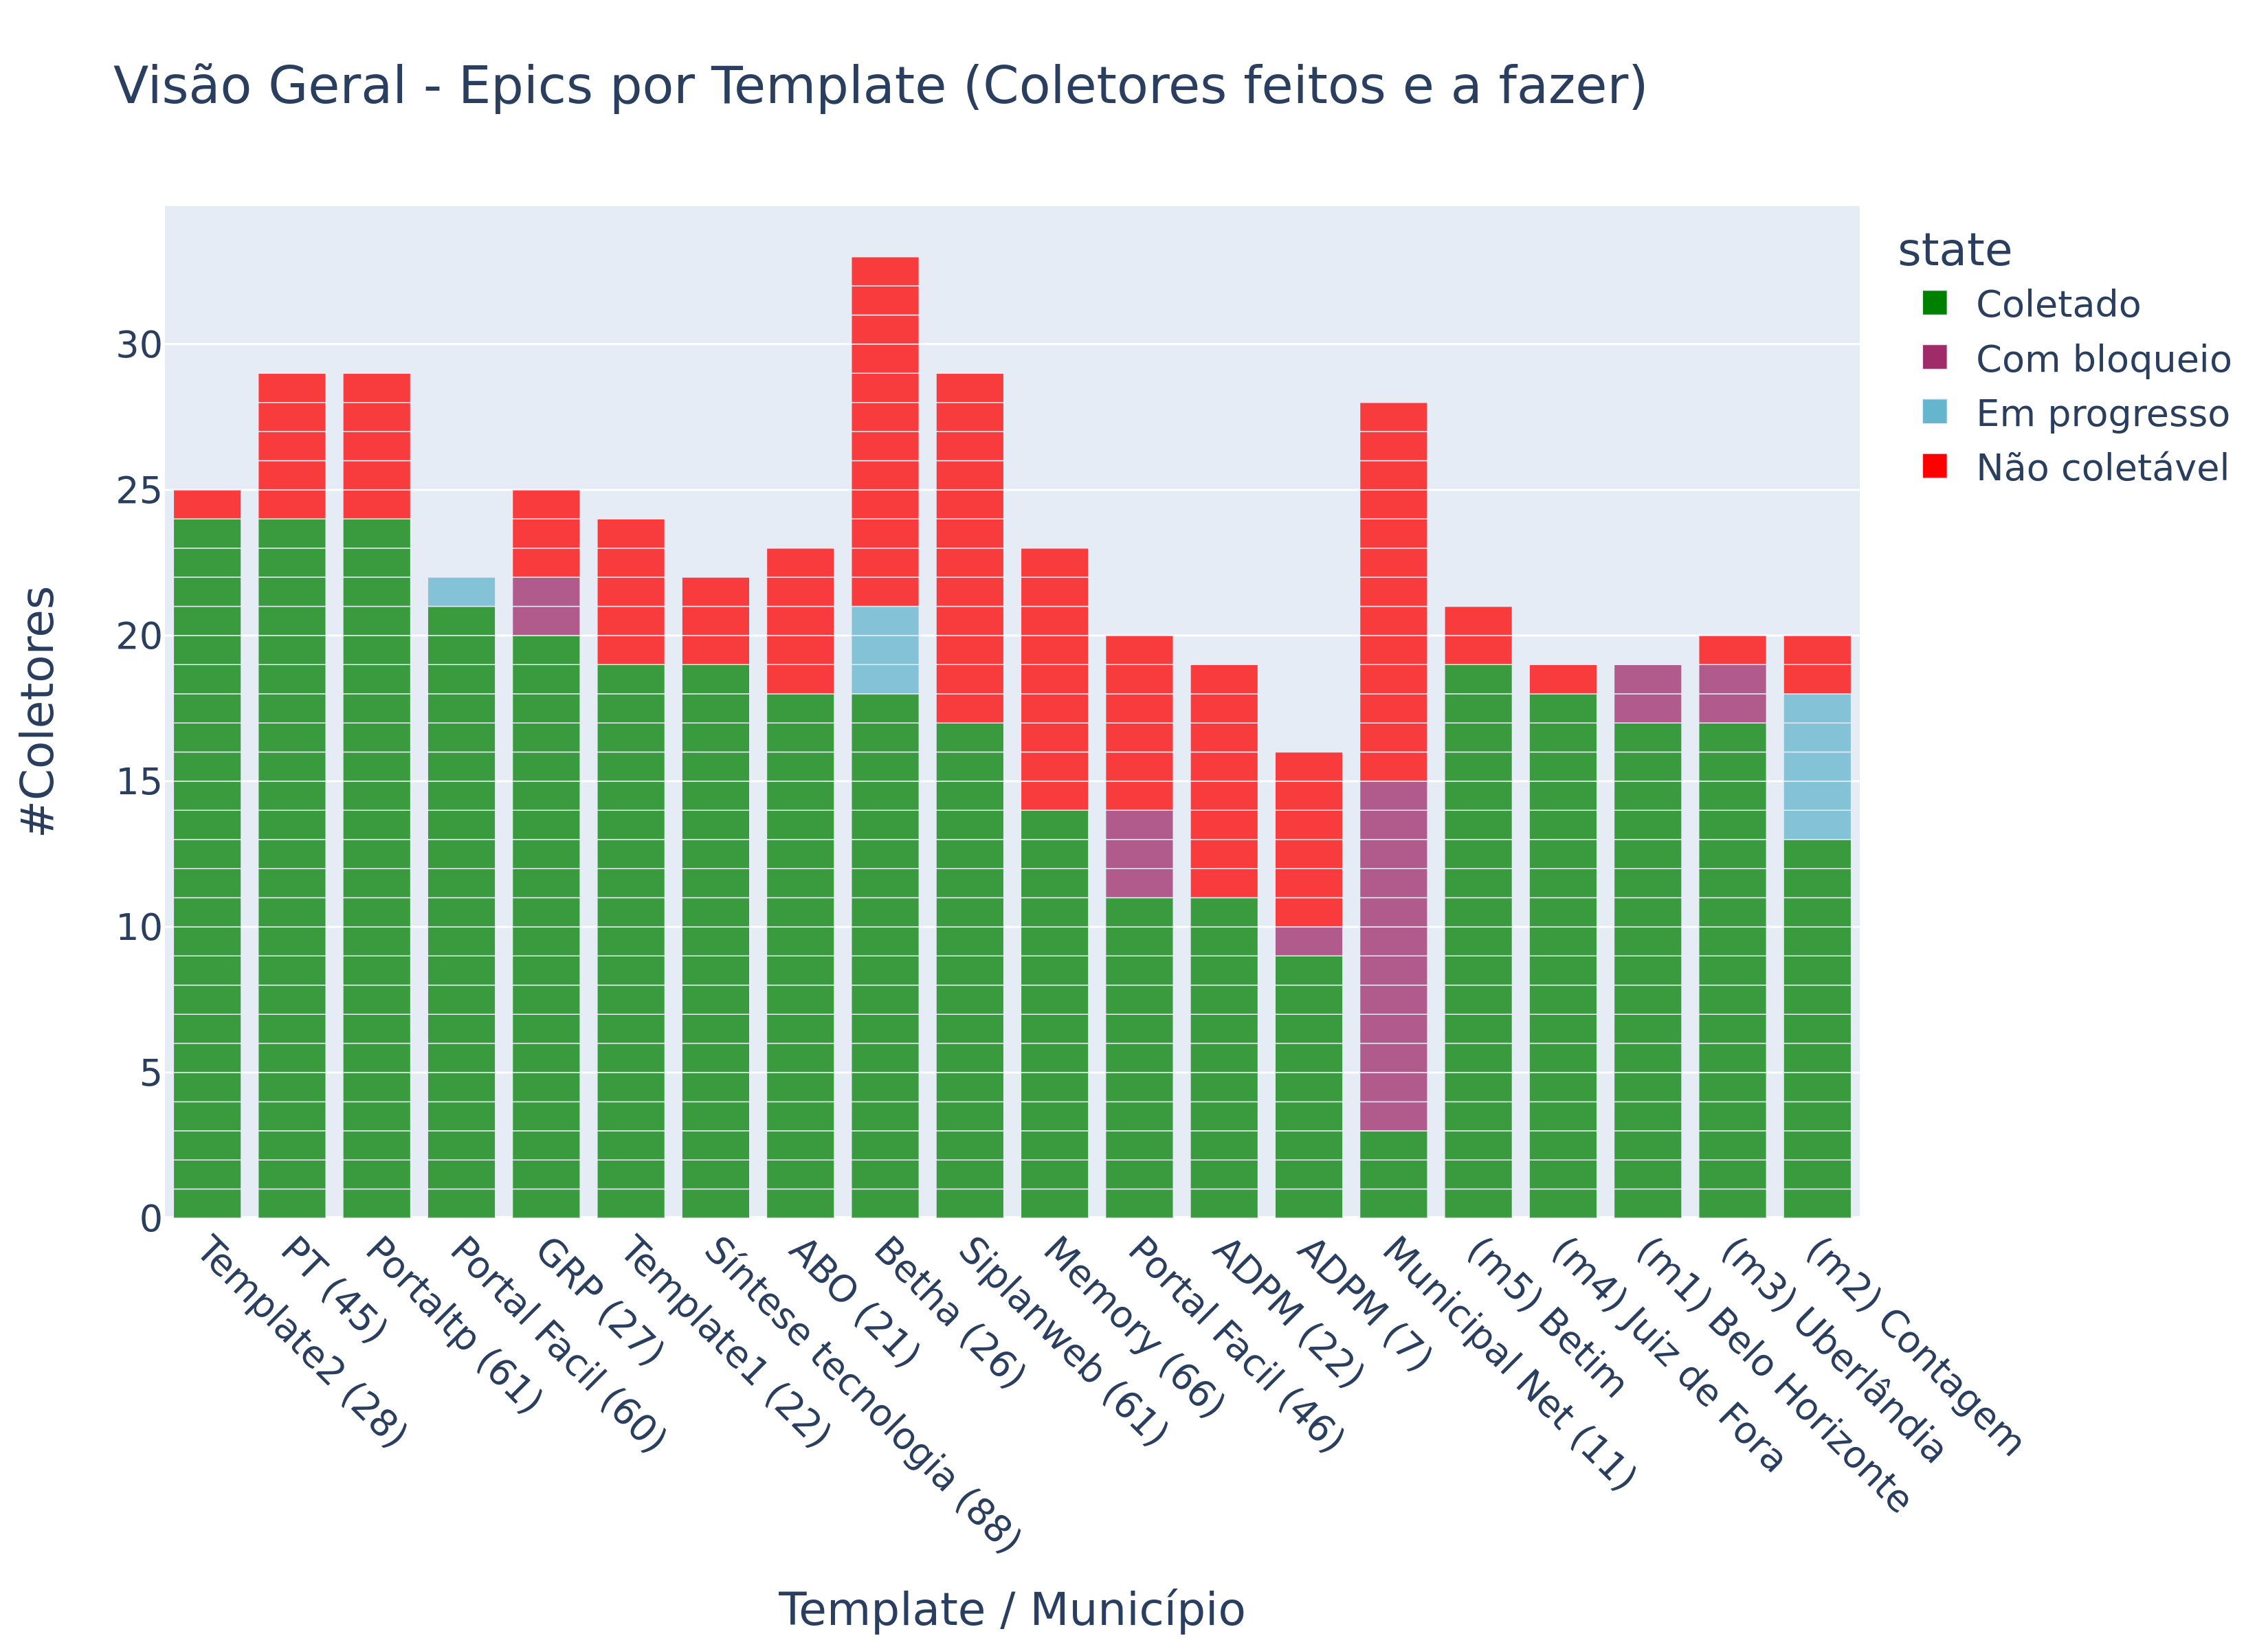 Visão Geral - Epics por Template (Coletores feitos e a fazer)
state
Coletado
Com bloqueio
Em progresso
Não coletável
#Coletores
30
25
20
15
10
5
0
Template2 (28)
PT (45)
Portaltp (61)
Portal Facil (60)
GRP (27)
Template1 (22)
Síntese tecnologia (88)
ABO (21)
Betha (26)
Siplanweb (61)
Memory (66)
Portal Facil (46)
ADPM (22)
ADPM (7)
Municipal Net (11)
(m5) Betim
(m4) Juiz de Fora
(m1) Belo Horizonte
(m3) Uberlândia
(m2) Contagem
Template / Município